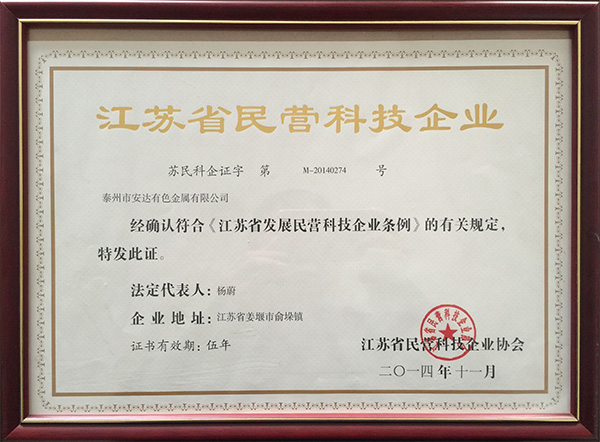 江苏省民营科技企业
苏民科企证字 第 M-20140274 号
泰州市安达有色金属有限公司
经确认符合《江苏省发展民营科技企业条例》的有关规定，
特发此证。
法定代表人：杨蔚
企业地址：江苏省姜堰市俞垛镇
证书有效期：伍年
江苏省民营科技企业协会
二〇一四年十一月